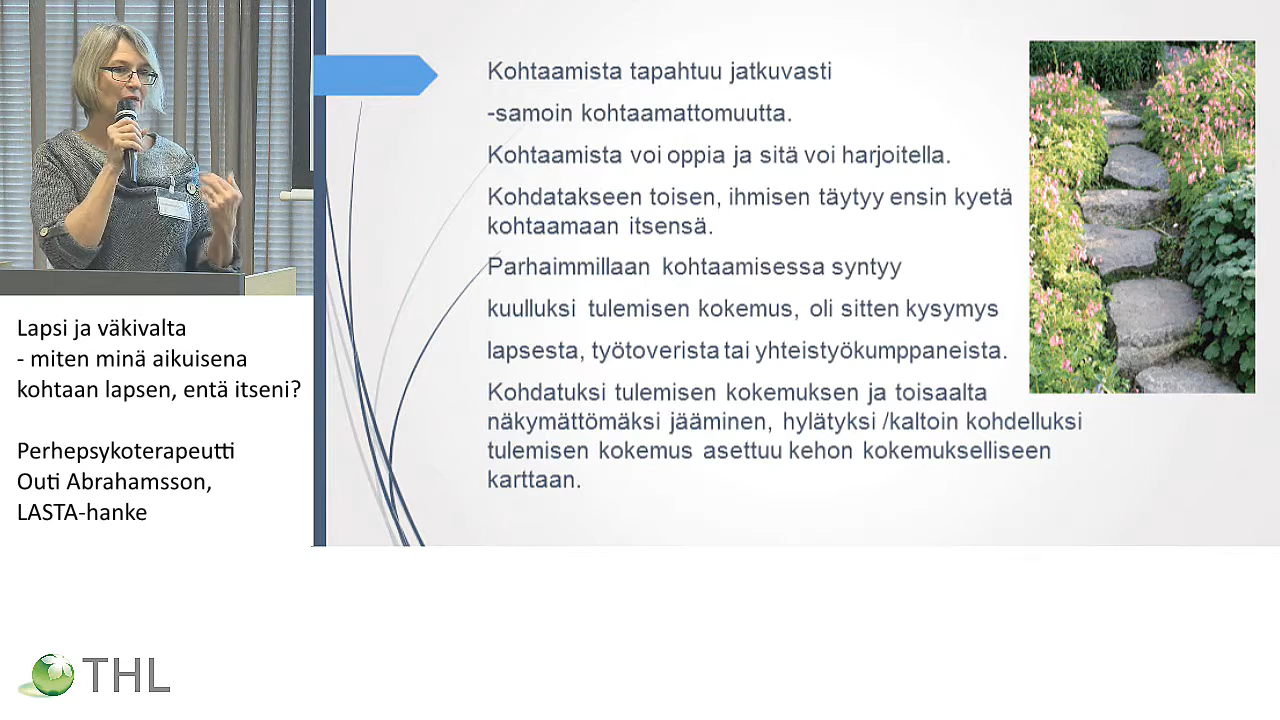 Lapsi ja väkivalta
- miten minä aikuisena
kohtaan lapsen, entä itseni?
Perhepsykoterapeutti
Outi Abrahamsson,
LASTA-hanke
Kohtaamista tapahtuu jatkuvasti
-samoin kohtaamattomuutta.
Kohtaamista voi oppia ja sitä voi harjoitella.
Kohdatakseen toisen, ihmisen täytyy ensin kyetä
kohtaamaan itsensä.
Parhaimmillaan kohtaamisessa syntyy
kuulluksi tulemisen kokemus, oli sitten kysymys
lapsesta, työtoverista tai yhteistyökumppaneista.
Kohdatuksi tulemisen kokemuksen ja toisaalta
näkymättömäksi jääminen, hylätyksi /kaltoin kohdelluksi
tulemisen kokemus asettuu kehon kokemukselliseen
karttaan.
THL